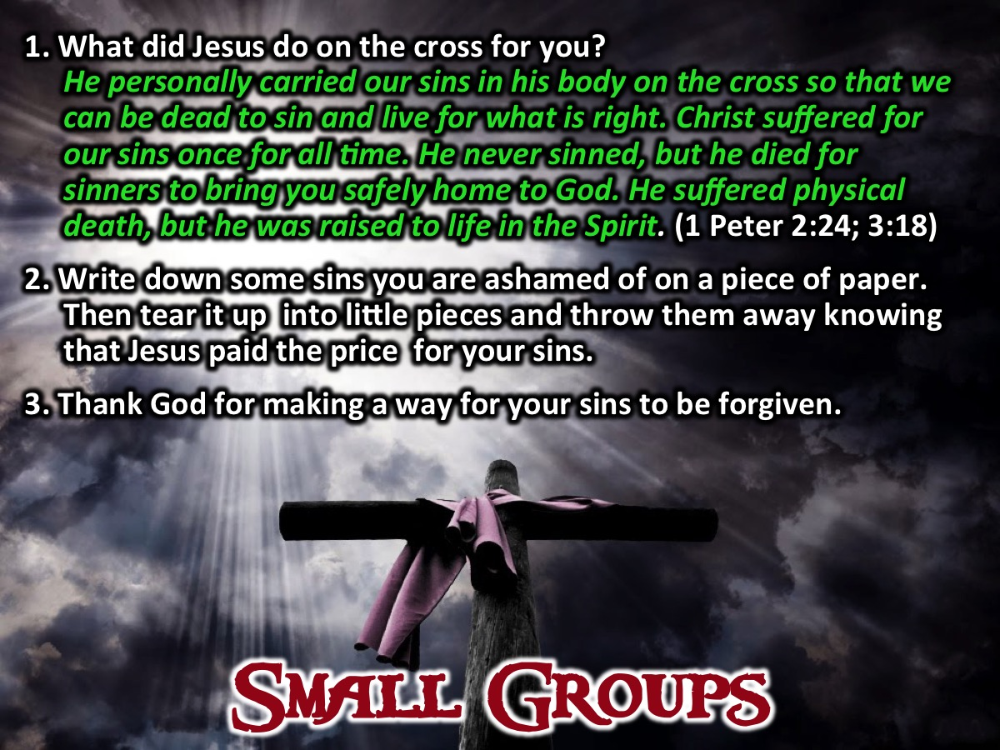 1. What did Jesus do on the cross for you?
He personally carried our sins in his body on the cross so that we
can be dead to sin and live for what is right. Christ suffered for
our sins once for all time. He never sinned, but he died for
sinners to bring you safely home to God. He suffered physical
death, but he was raised to life in the Spirit. (1 Peter 2:24; 3:18)
2. Write down some sins you are ashamed of on a piece of paper.
Then tear it up  into little pieces and throw them away knowing
that Jesus paid the price  for your sins.
3. Thank God for making a way for your sins to be forgiven.
Small Groups